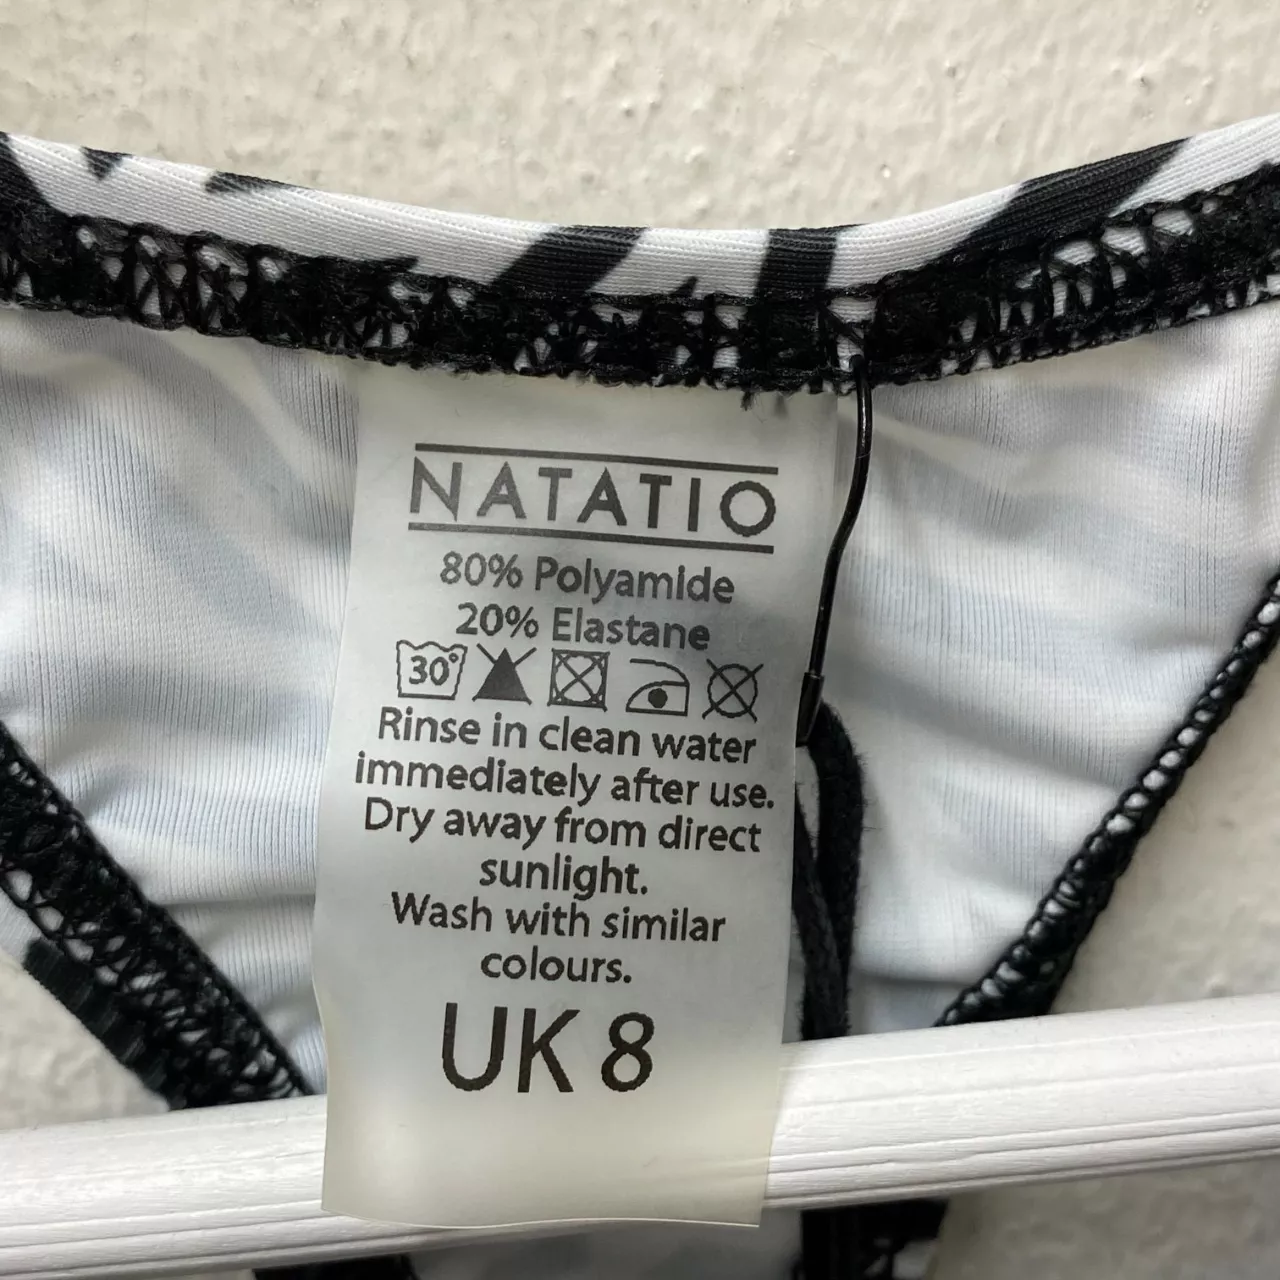 NATATIO
80% Polyamide
20% Elastane
30°
Rinse in clean water
immediately after use.
Dry away from direct
sunlight.
Wash with similar
colours.
UK 8